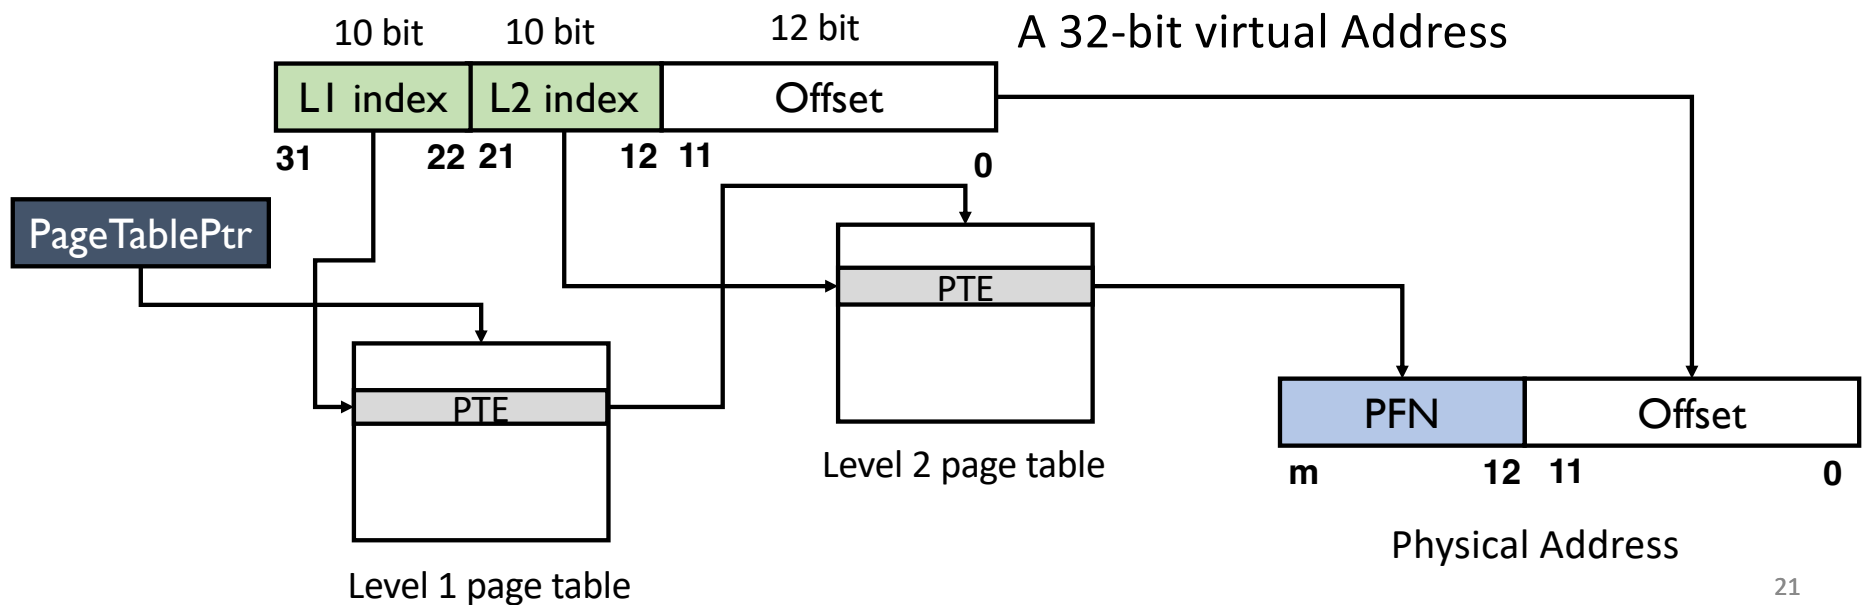 10 bit 10 bit 12 bit A 32-bit virtual Address
L1 index L2 index Offset
31 22 21 12 11 0
PageTablePtr
PTE
PTE
PFN Offset
Level 2 page table
m 12 11 0
Physical Address
Level 1 page table
21